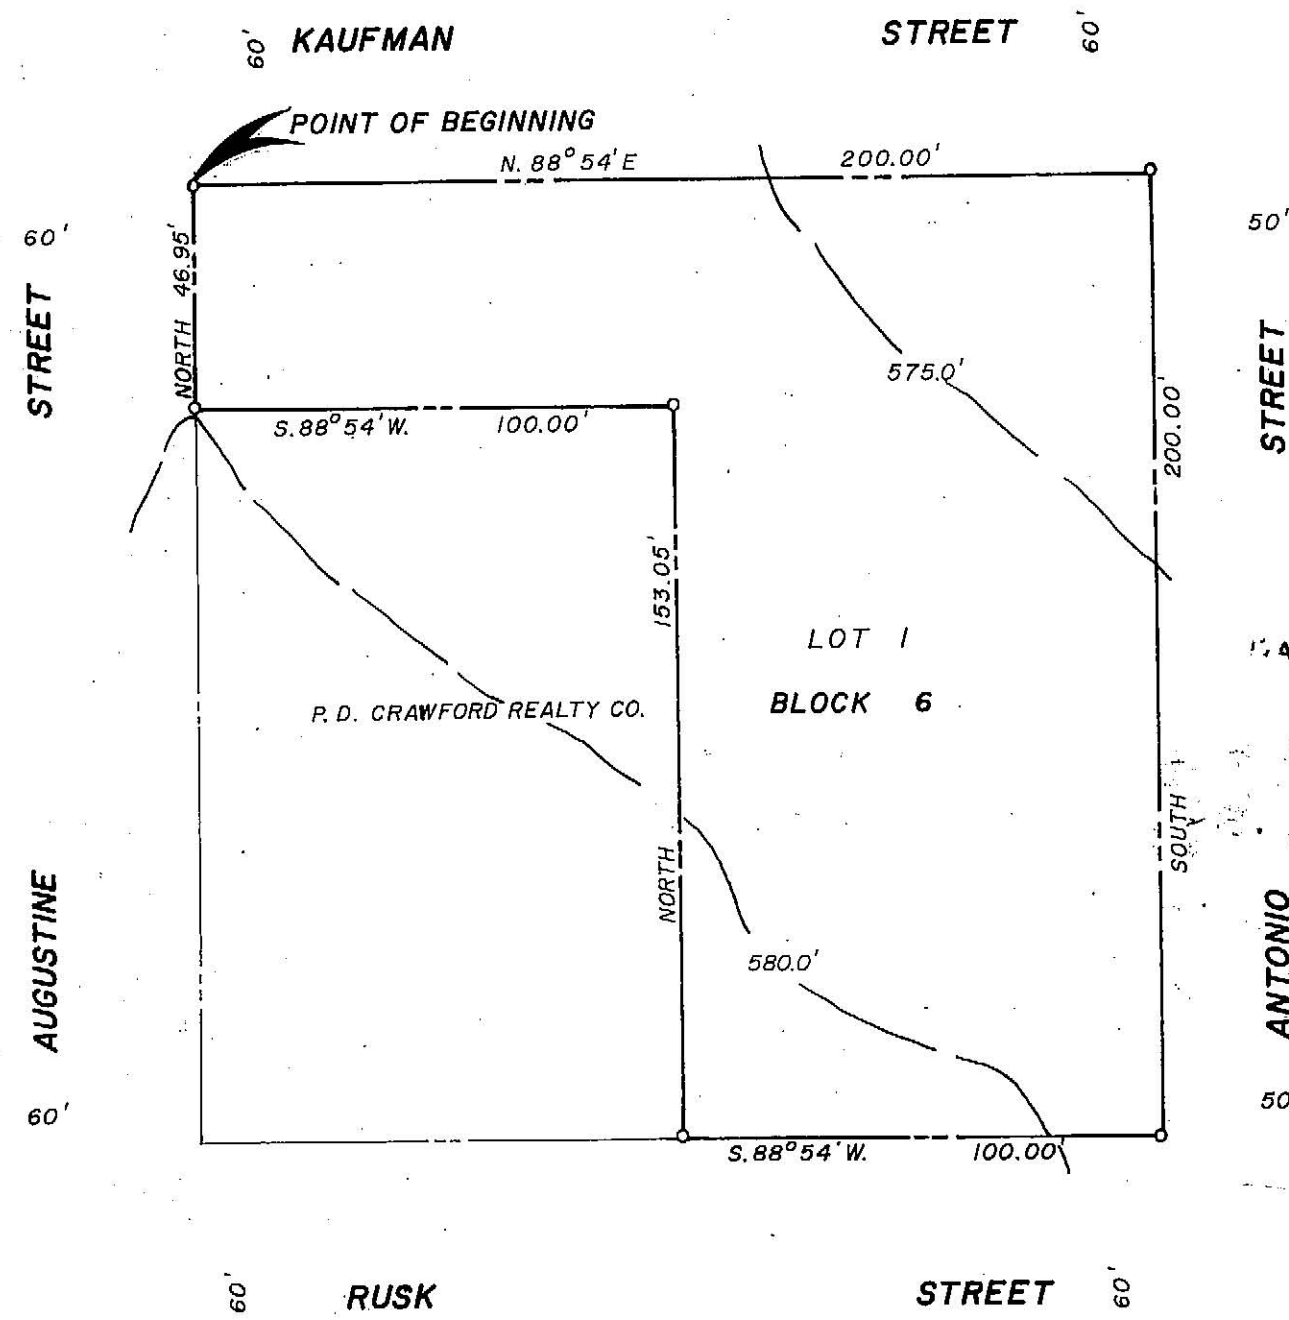 60' KAUFMAN STREET 60'
POINT OF BEGINNING
N. 88° 54' E 200.00'
60'
50'
NORTH 46.95'
STREET
STREET
575.0'
200.00'
S. 88° 54' W. 100.00'
153.05'
LOT 1
BLOCK 6
P. D. CRAWFORD REALTY CO.
SOUTH
NORTH
AUGUSTINE
ANTONIO
580.0'
60'
50
S. 88° 54' W. 100.00'
60' RUSK STREET 60'